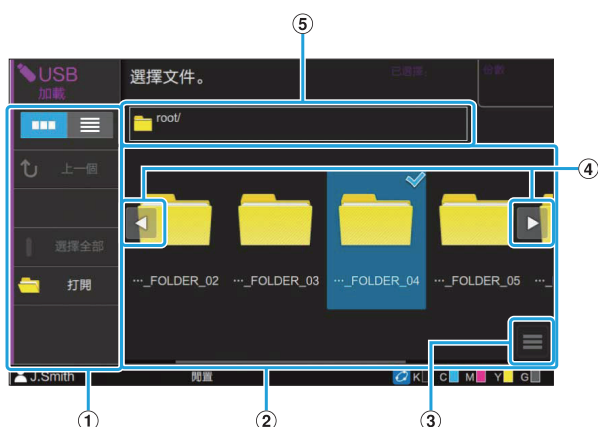 ⑤
USB
加載
選擇文件。
已選擇.
份數
root/
上一個
④
選擇全部
打開
…_FOLDER_02 …_FOLDER_03 …_FOLDER_04 …_FOLDER_05 …_
J.Smith 閒置 K C M Y G
① ② ③